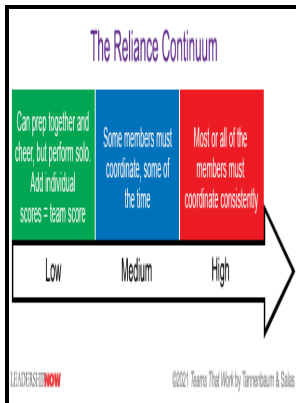 The Reliance Continuum
Can prep together and
cheer, but perform solo.
Add individual
scores = team score
Some members must
coordinate, some of
the time
Most or all of the
members must
coordinate consistently
Low
Medium
High
LEADERSHIPNOW
©2021 Teams That Work by Tannenbaum & Salas